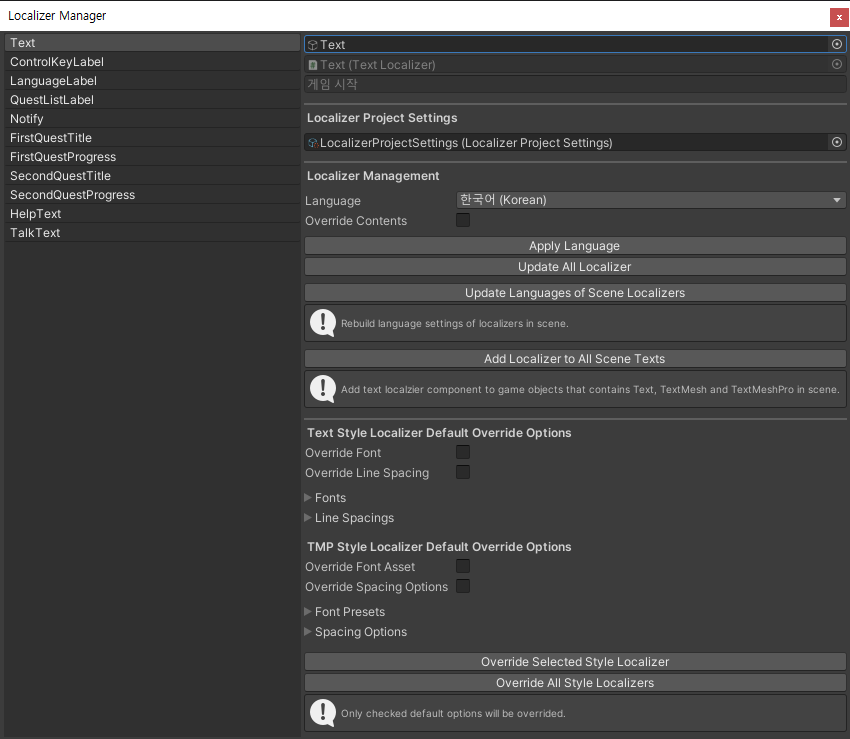 Localizer Manager
x
Text
ControlKeyLabel
LanguageLabel
QuestListLabel
Notify
FirstQuestTitle
FirstQuestProgress
SecondQuestTitle
SecondQuestProgress
HelpText
TalkText
Text
Text (Text Localizer)
게임 시작
Localizer Project Settings
LocalizerProjectSettings (Localizer Project Settings)
Localizer Management
Language 한국어 (Korean)
Override Contents
Apply Language
Update All Localizer
Update Languages of Scene Localizers
Rebuild language settings of localizers in scene.
Add Localizer to All Scene Texts
Add text localzier component to game objects that contains Text, TextMesh and TextMeshPro in scene.
Text Style Localizer Default Override Options
Override Font
Override Line Spacing
Fonts
Line Spacings
TMP Style Localizer Default Override Options
Override Font Asset
Override Spacing Options
Font Presets
Spacing Options
Override Selected Style Localizer
Override All Style Localizers
Only checked default options will be overrided.